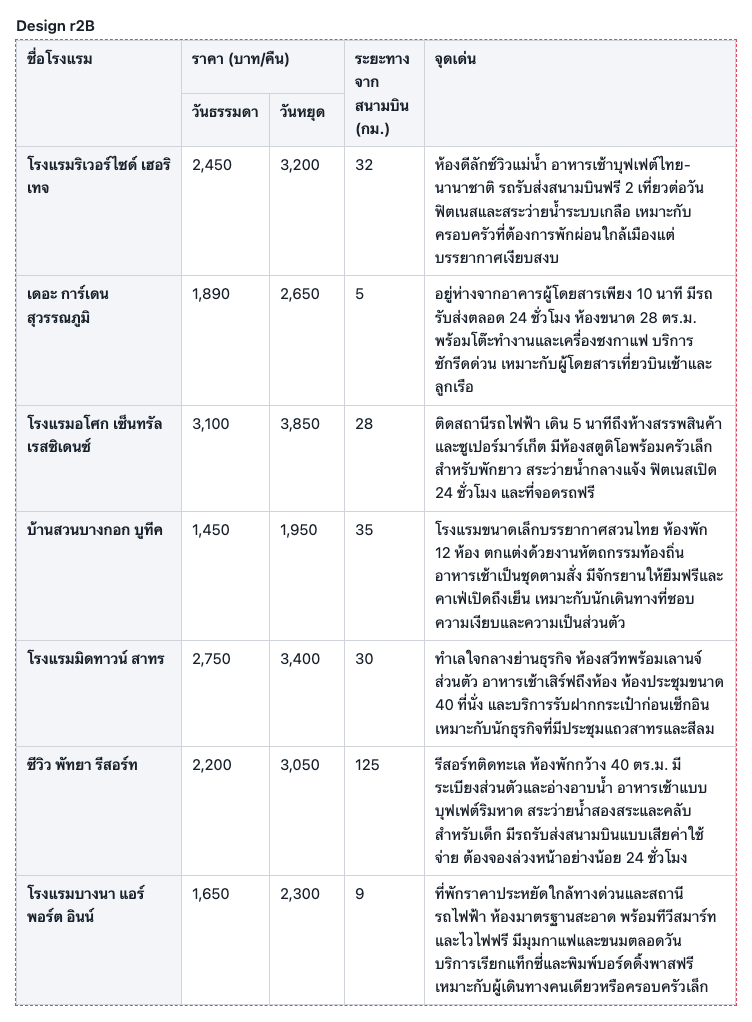 Design r2B
ชื่อโรงแรม
ราคา (บาท/คืน)
ระยะทาง
จาก
สนามบิน
(กม.)
จุดเด่น
วันธรรมดา
วันหยุด
โรงแรมริเวอร์ไซด์ เฮอริ
เทจ
2,450
3,200
32
ห้องดีลักซ์วิวแม่น้ำ อาหารเช้าบุฟเฟต์ไทย-
นานาชาติ รถรับส่งสนามบินฟรี 2 เที่ยวต่อวัน
ฟิตเนสและสระว่ายน้ำระบบเกลือ เหมาะกับ
ครอบครัวที่ต้องการพักผ่อนใกล้เมืองแต่
บรรยากาศเงียบสงบ
เดอะ การ์เดน
สุวรรณภูมิ
1,890
2,650
5
อยู่ห่างจากอาคารผู้โดยสารเพียง 10 นาที มีรถ
รับส่งตลอด 24 ชั่วโมง ห้องขนาด 28 ตร.ม.
พร้อมโต๊ะทำงานและเครื่องชงกาแฟ บริการ
ซักรีดด่วน เหมาะกับผู้โดยสารเที่ยวบินเช้าและ
ลูกเรือ
โรงแรมอโศก เซ็นทรัล
เรสซิเดนซ์
3,100
3,850
28
ติดสถานีรถไฟฟ้า เดิน 5 นาทีถึงห้างสรรพสินค้า
และซูเปอร์มาร์เก็ต มีห้องสตูดิโอพร้อมครัวเล็ก
สำหรับพักยาว สระว่ายน้ำกลางแจ้ง ฟิตเนสเปิด
24 ชั่วโมง และที่จอดรถฟรี
บ้านสวนบางกอก บูทีค
1,450
1,950
35
โรงแรมขนาดเล็กบรรยากาศสวนไทย ห้องพัก
12 ห้อง ตกแต่งด้วยงานหัตถกรรมท้องถิ่น
อาหารเช้าเป็นชุดตามสั่ง มีจักรยานให้ยืมฟรีและ
คาเฟ่เปิดถึงเย็น เหมาะกับนักเดินทางที่ชอบ
ความเงียบและความเป็นส่วนตัว
โรงแรมมิดทาวน์ สาทร
2,750
3,400
30
ทำเลใจกลางย่านธุรกิจ ห้องสวีทพร้อมเลานจ์
ส่วนตัว อาหารเช้าเสิร์ฟถึงห้อง ห้องประชุมขนาด
40 ที่นั่ง และบริการรับฝากกระเป๋าก่อนเช็กอิน
เหมาะกับนักธุรกิจที่มีประชุมแถวสาทรและสีลม
ซีวิว พัทยา รีสอร์ท
2,200
3,050
125
รีสอร์ทติดทะเล ห้องพักกว้าง 40 ตร.ม. มี
ระเบียงส่วนตัวและอ่างอาบน้ำ อาหารเช้าแบบ
บุฟเฟต์ริมหาด สระว่ายน้ำสองสระและคลับ
สำหรับเด็ก มีรถรับส่งสนามบินแบบเสียค่าใช้
จ่าย ต้องจองล่วงหน้าอย่างน้อย 24 ชั่วโมง
โรงแรมบางนา แอร์
พอร์ต อินน์
1,650
2,300
9
ที่พักราคาประหยัดใกล้ทางด่วนและสถานี
รถไฟฟ้า ห้องมาตรฐานสะอาด พร้อมทีวีสมาร์ท
และไวไฟฟรี มีมุมกาแฟและขนมตลอดวัน
บริการเรียกแท็กซี่และพิมพ์บอร์ดดิ้งพาสฟรี
เหมาะกับผู้เดินทางคนเดียวหรือครอบครัวเล็ก